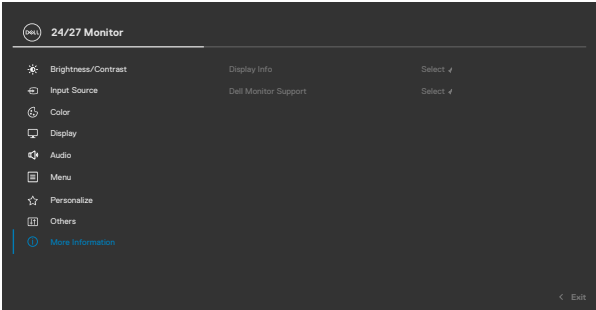 DELL 24/27 Monitor
Brightness/Contrast Display Info Select
Input Source Dell Monitor Support Select
Color
Display
Audio
Menu
Personalize
Others
More Information
< Exit